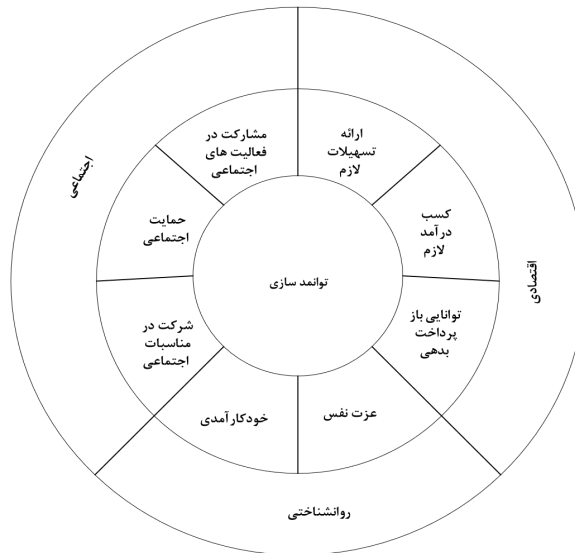 ارائه
تسهیلات
لازم
کسب
درآمد
لازم
توانایی باز
پرداخت
بدهی
اقتصادی
عزت نفس
خودکارآمدی
روانشناختی
شرکت در
مناسبات
اجتماعی
حمایت
اجتماعی
مشارکت در
فعالیت های
اجتماعی
اجتماعی
توانمد سازی